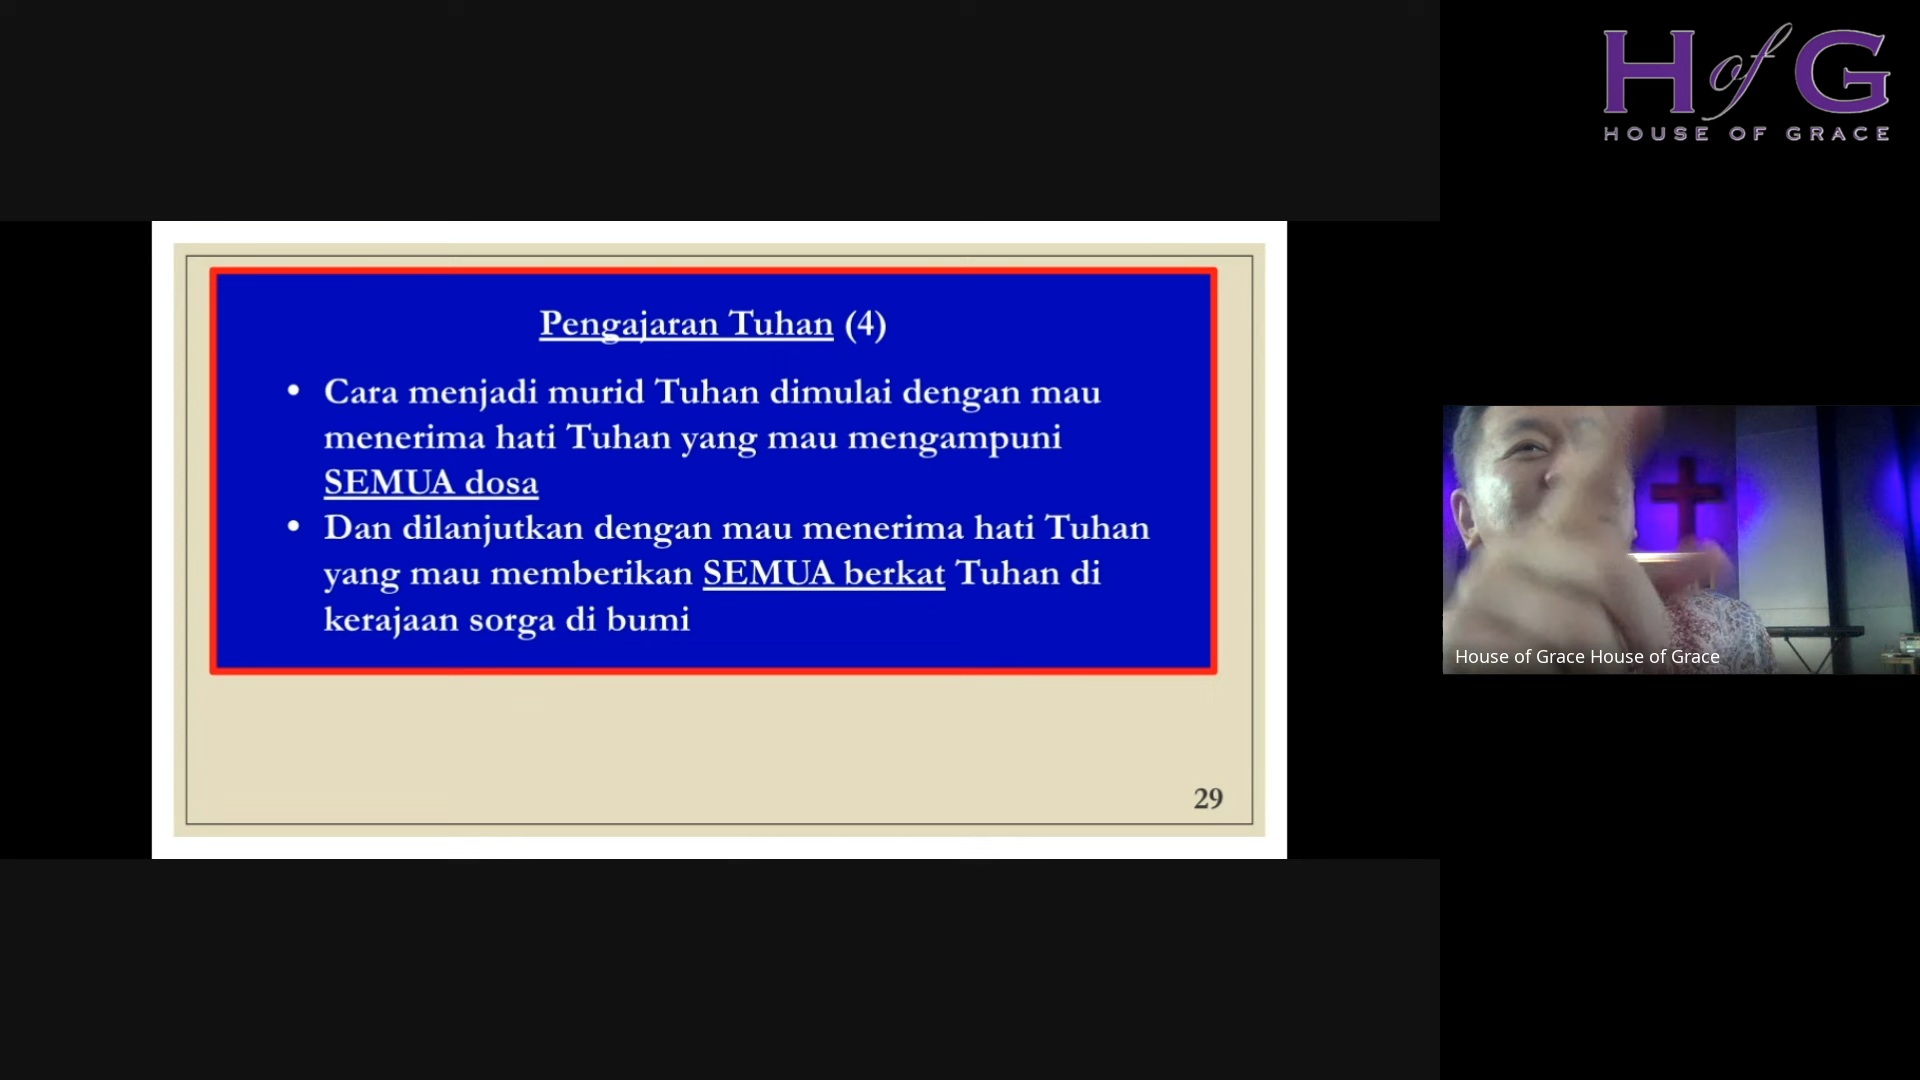 H of G
HOUSE OF GRACE
Pengajaran Tuhan (4)
• Cara menjadi murid Tuhan dimulai dengan mau
menerima hati Tuhan yang mau mengampuni
SEMUA dosa
• Dan dilanjutkan dengan mau menerima hati Tuhan
yang mau memberikan SEMUA berkat Tuhan di
kerajaan sorga di bumi
29
House of Grace House of Grace